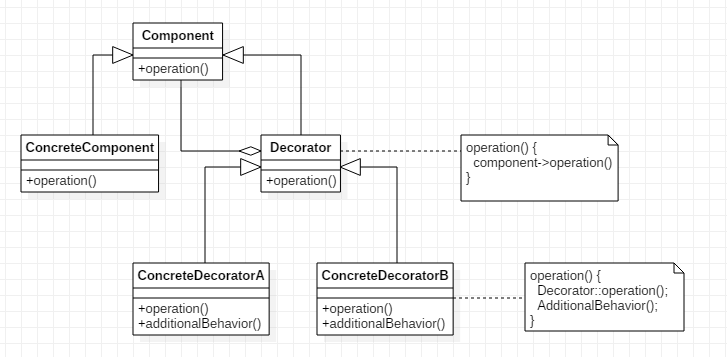 Component
+operation()
ConcreteComponent
+operation()
Decorator
+operation()
operation() {
component->operation()
}
ConcreteDecoratorA
+operation()
+additionalBehavior()
ConcreteDecoratorB
+operation()
+additionalBehavior()
operation() {
Decorator::operation();
AdditionalBehavior();
}